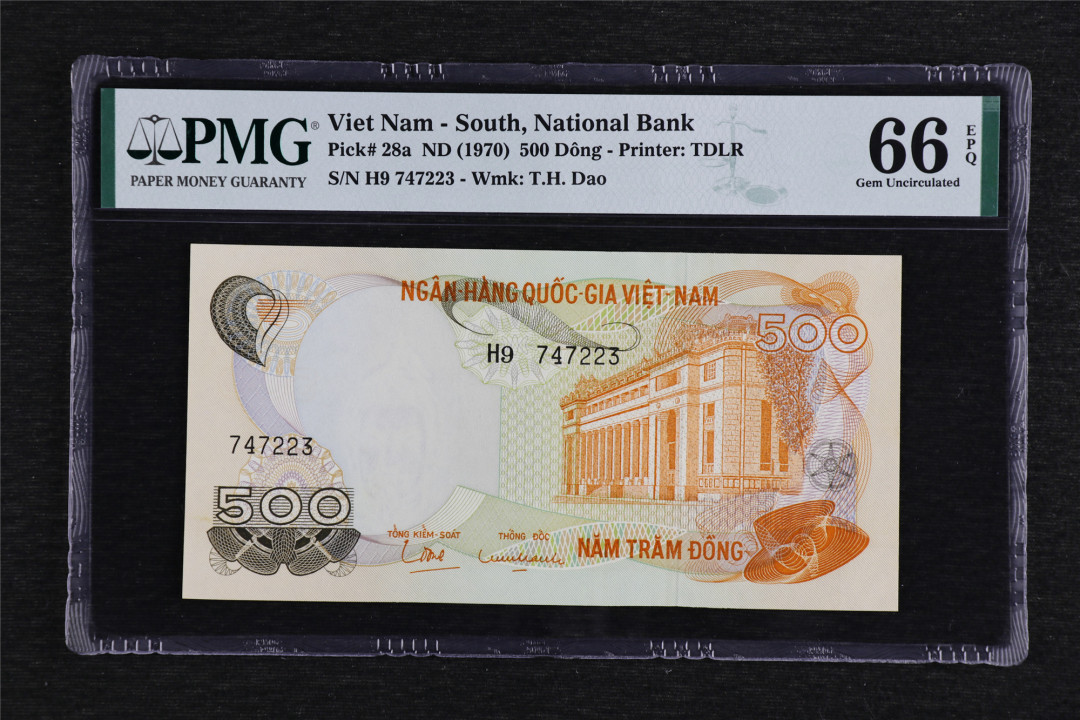 PMG®
PAPER MONEY GUARANTY
Viet Nam - South, National Bank
Pick# 28a ND (1970) 500 Dông - Printer: TDLR
S/N H9 747223 - Wmk: T.H. Dao
66
EPQ
Gem Uncirculated
NGÂN-HÀNG QUỐC-GIA VIỆT-NAM
500
H9 747223
747223
500
TỔNG KIỂM-SOÁT
THỐNG ĐỐC
NĂM TRĂM ĐỒNG